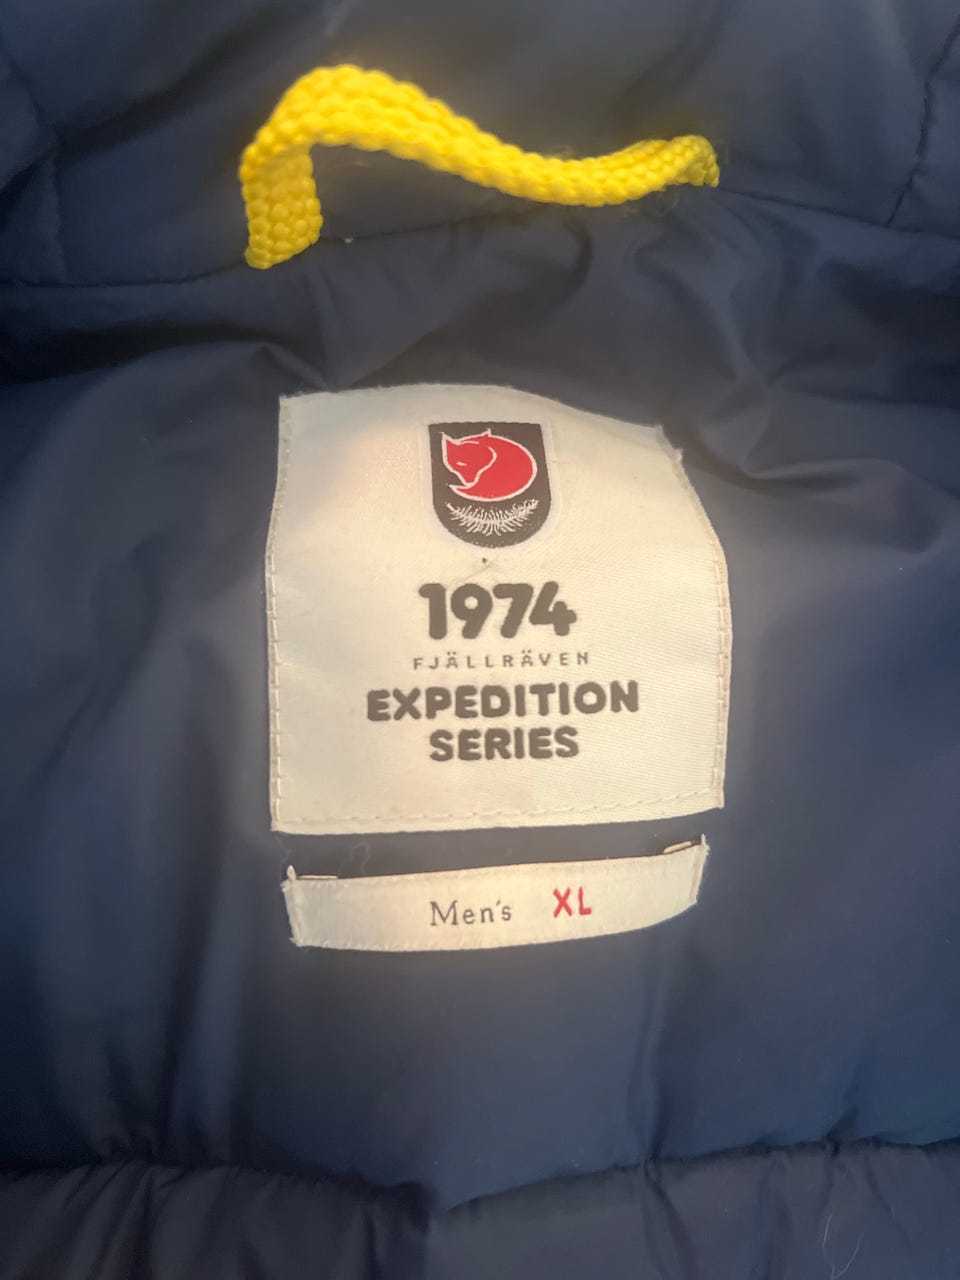 1974
FJÄLLRÄVEN
EXPEDITION
SERIES
Men's XL